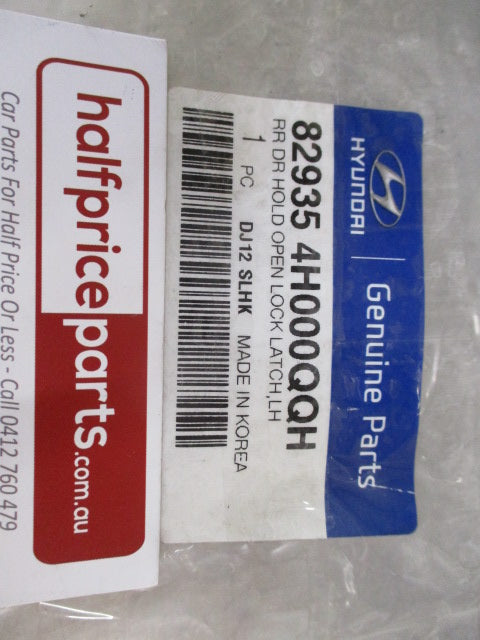 HYUNDAI
Genuine Parts
82935 4H000QQH
RR DR HOLD OPEN LOCK LATCH,LH
1 PC DJ12 SLHK MADE IN KOREA
halfpriceparts.com.au
Car Parts For Half Price Or Less - Call 0412 760 479